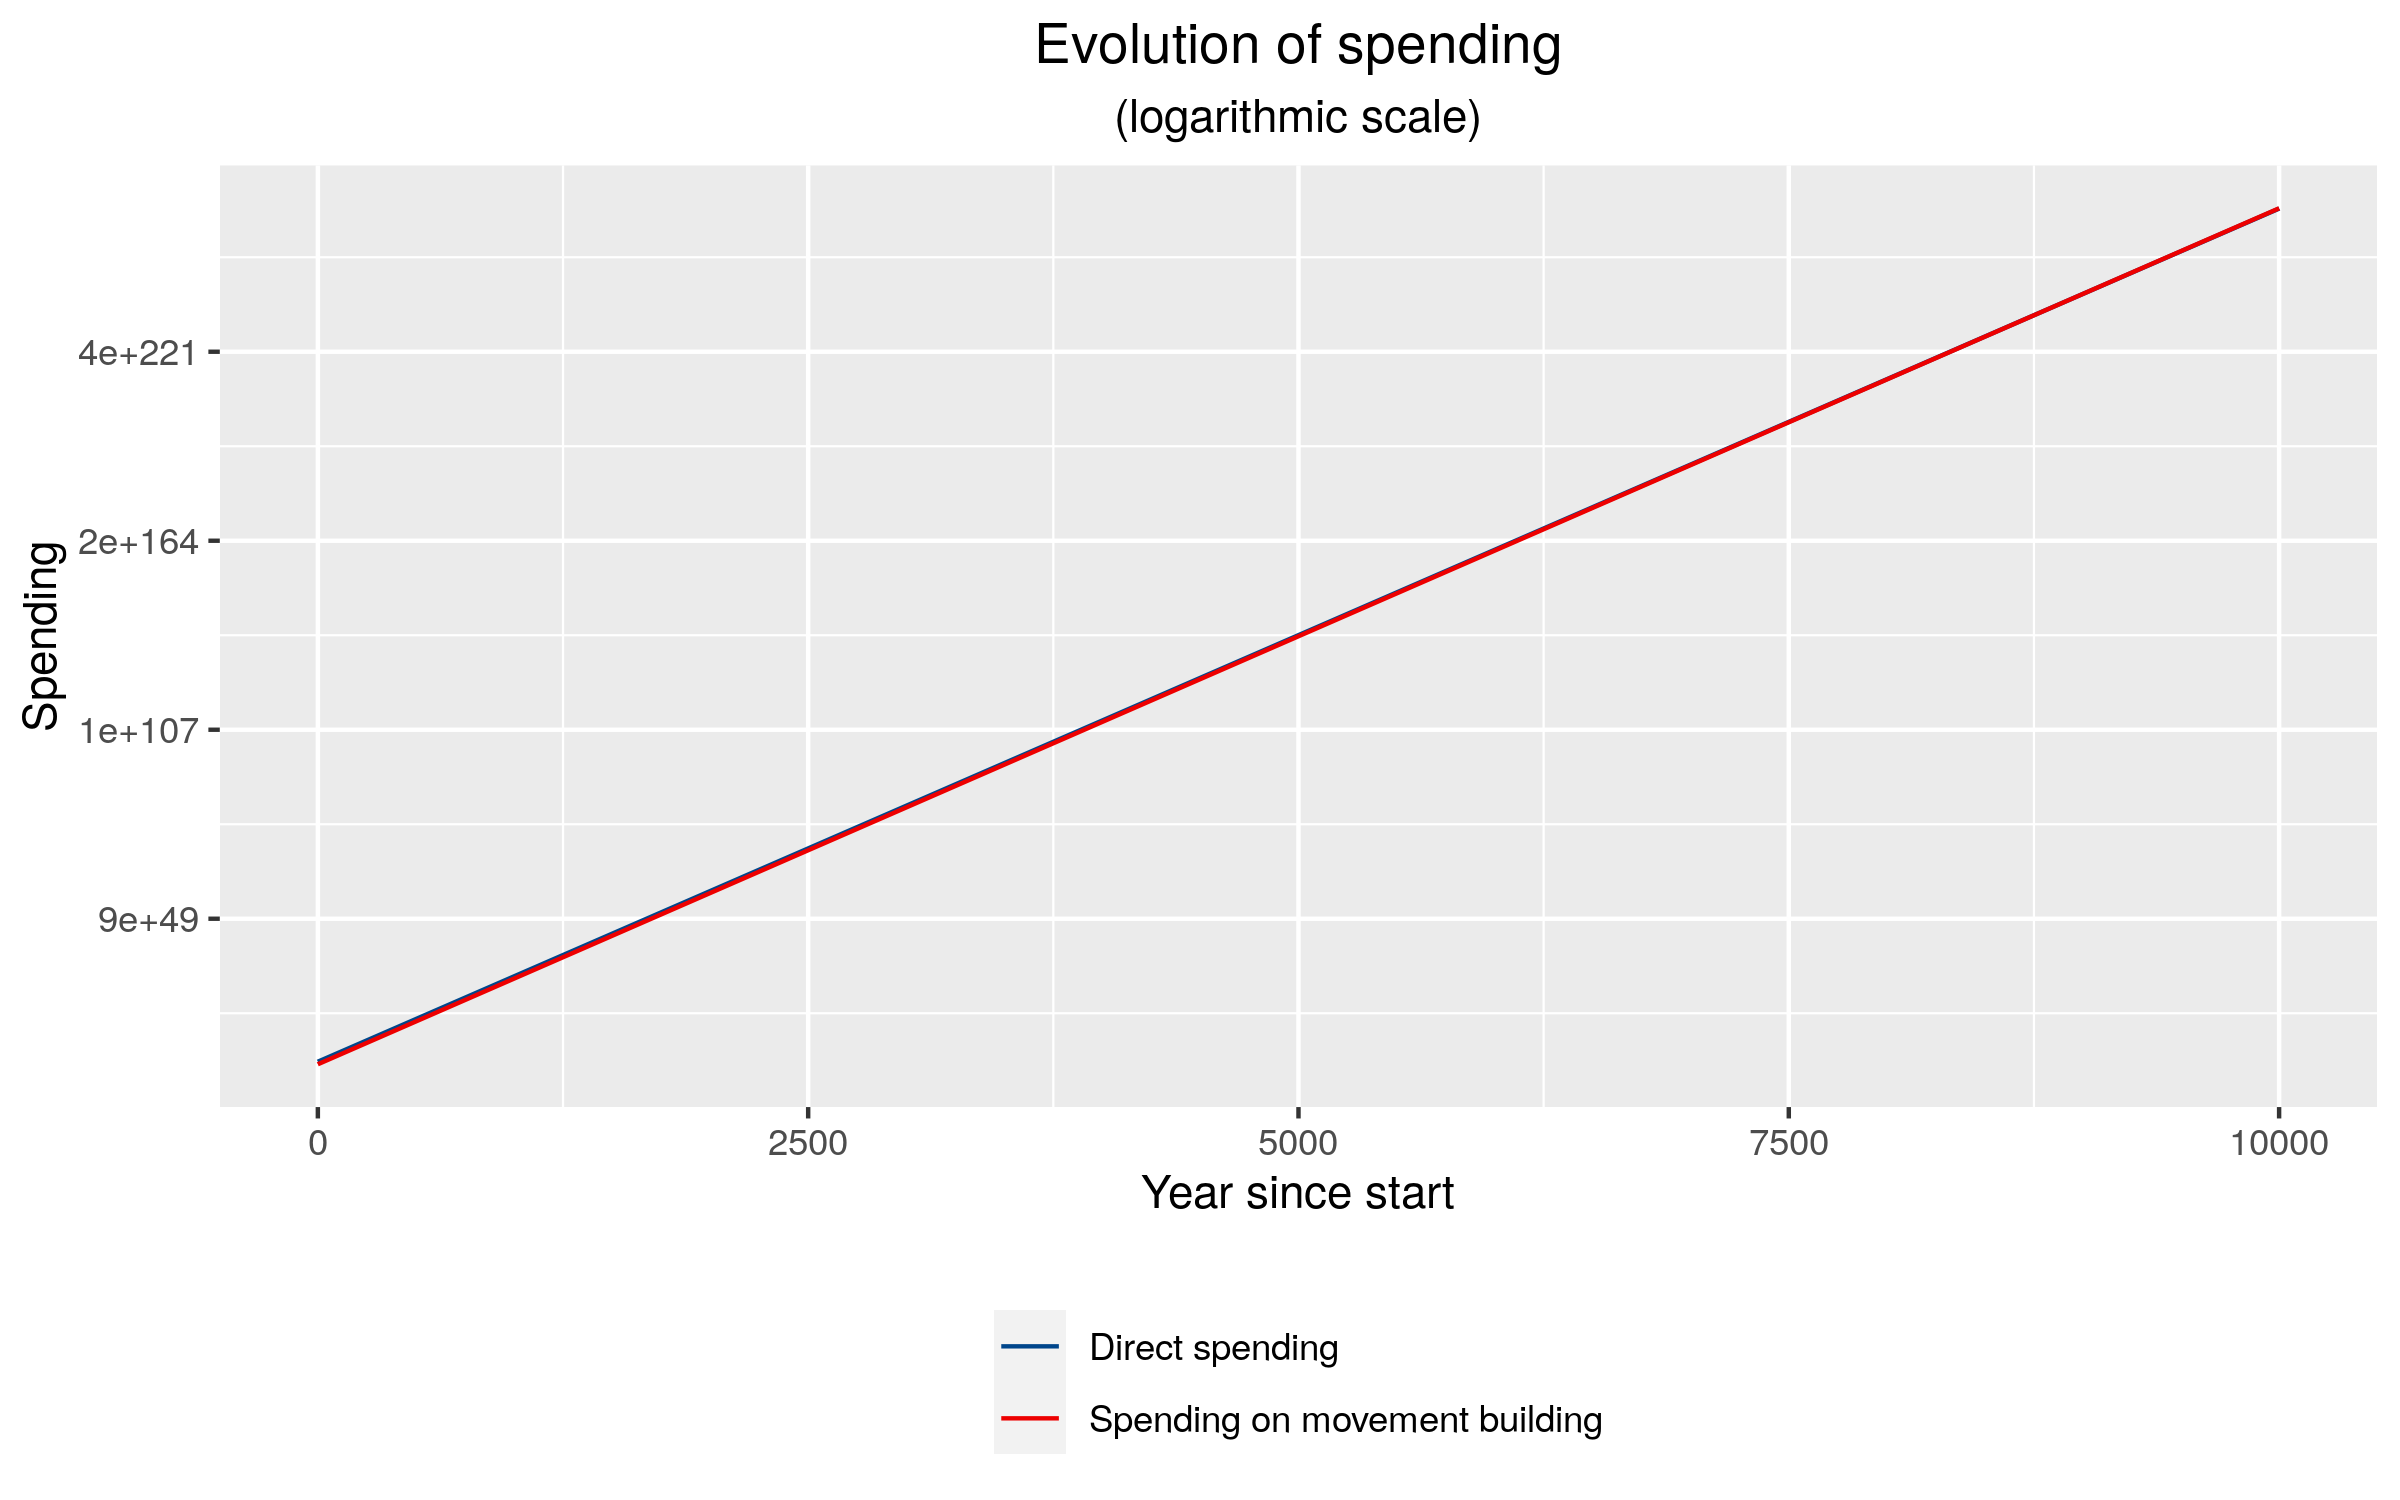 Evolution of spending
(logarithmic scale)
Spending
4e+221
2e+164
1e+107
9e+49
0
2500
5000
7500
10000
Year since start
Direct spending
Spending on movement building